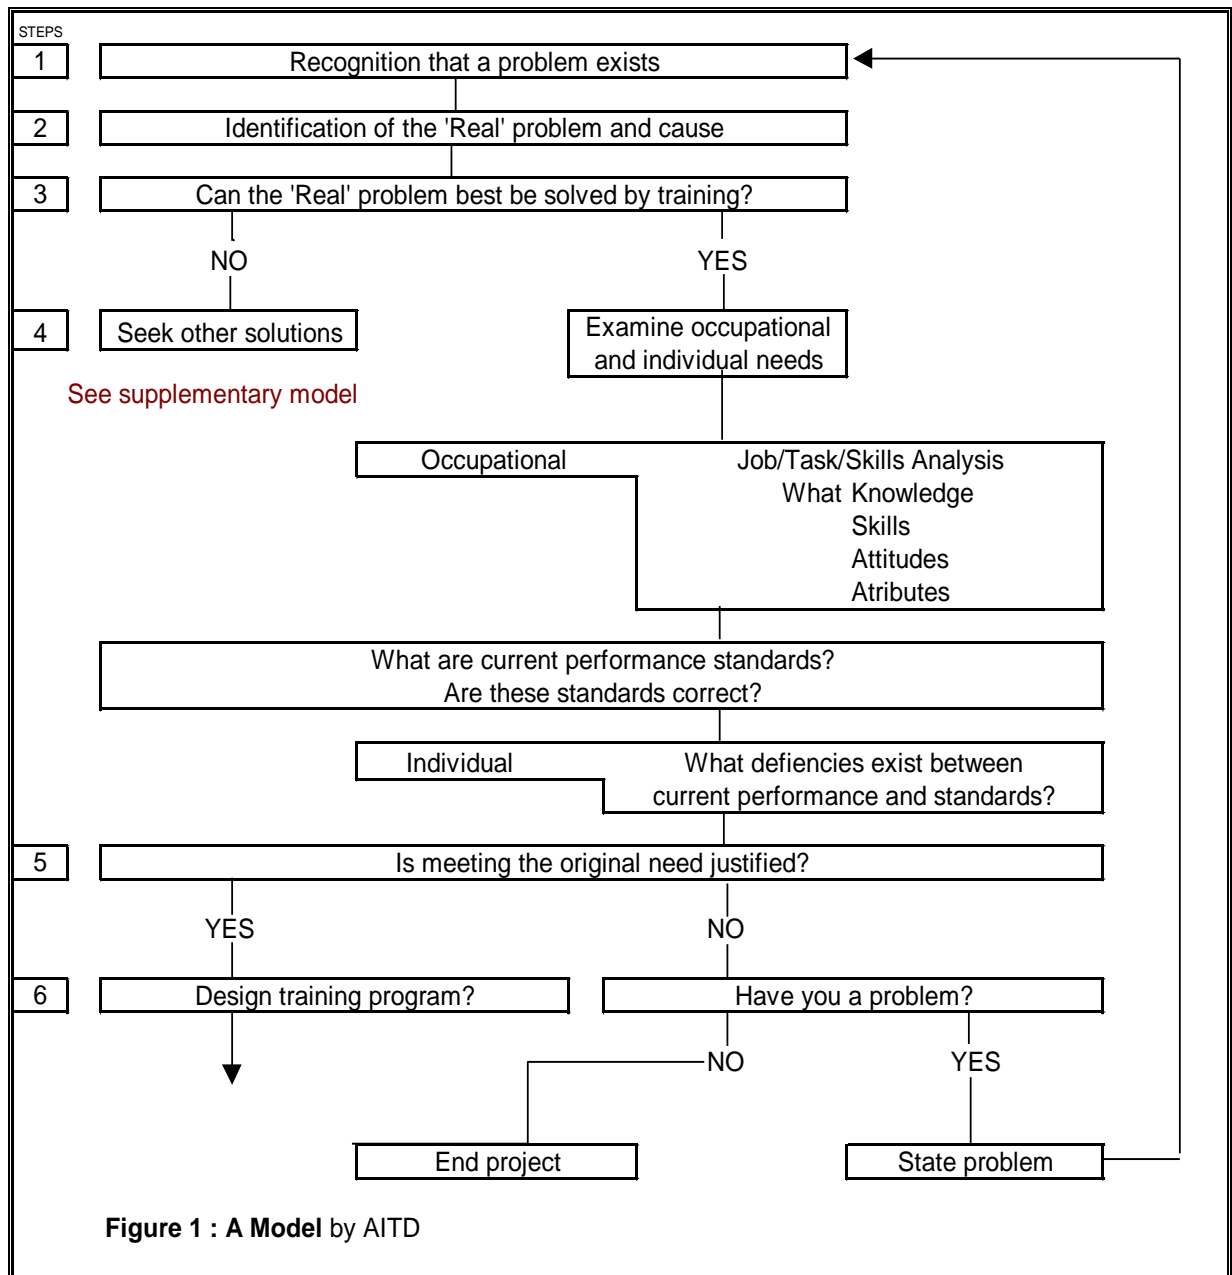 STEPS
1
Recognition that a problem exists
2
Identification of the 'Real' problem and cause
3
Can the 'Real' problem best be solved by training?
NO
YES
4
Seek other solutions
Examine occupational
and individual needs
See supplementary model
Occupational
Job/Task/Skills Analysis
What Knowledge
Skills
Attitudes
Atributes
What are current performance standards?
Are these standards correct?
Individual
What defiencies exist between
current performance and standards?
5
Is meeting the original need justified?
YES
NO
6
Design training program?
Have you a problem?
NO
YES
End project
State problem
Figure 1 : A Model by AITD